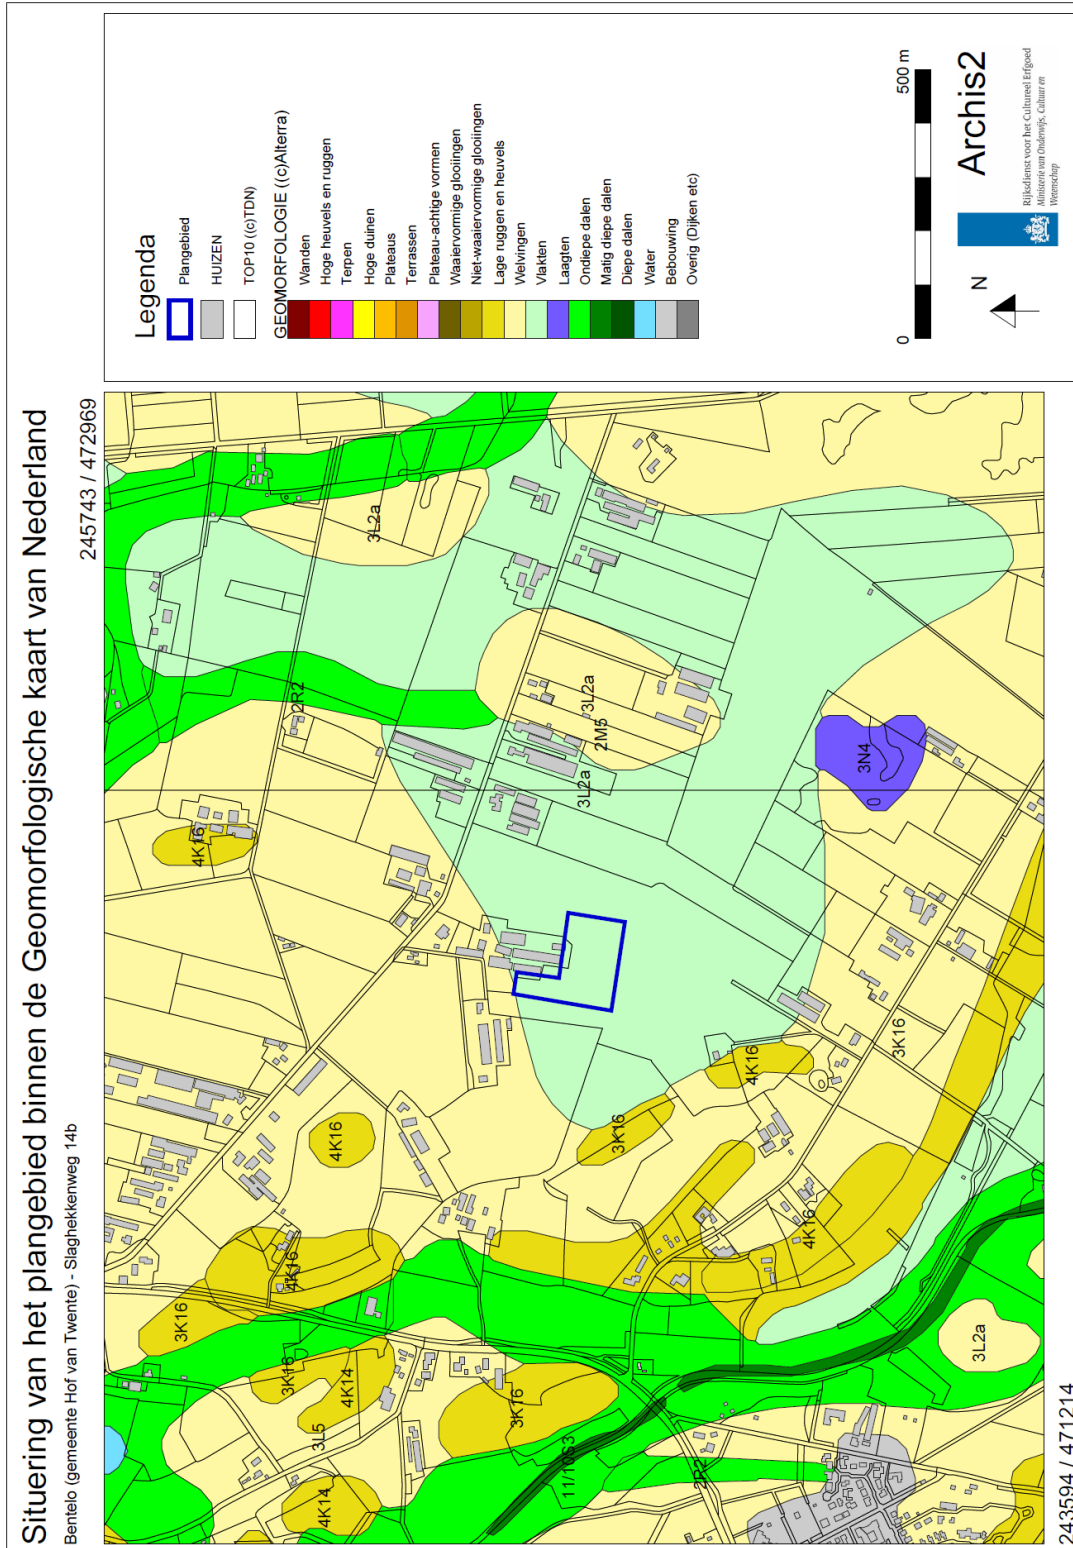 Situering van het plangebied binnen de Geomorfologische kaart van Nederland
Bentelo (gemeente Hof van Twente) - Slaghekkenweg 14b
245743 / 472969
3K16
4K16
3K16
4K14
3L5
4K14
3K16
11/10S3
2R2
4K16
4K16
2R2
3L2a
3L2a
2M5
3L2a
3K16
4K16
4K16
3K16
3N4
0
3L2a
243594 / 471214
Legenda
Plangebied
HUIZEN
TOP10 ((c)TDN)
GEOMORFOLOGIE ((c)Alterra)
Wanden
Hoge heuvels en ruggen
Terpen
Hoge duinen
Plateaus
Terrassen
Plateau-achtige vormen
Waaiervormige glooiingen
Niet-waaiervormige glooiingen
Lage ruggen en heuvels
Welvingen
Vlakten
Laagten
Ondiepe dalen
Matig diepe dalen
Diepe dalen
Water
Bebouwing
Overig (Dijken etc)
0
500 m
N
Archis2
Rijksdienst voor het Cultureel Erfgoed
Ministerie van Onderwijs, Cultuur en
Wetenschap